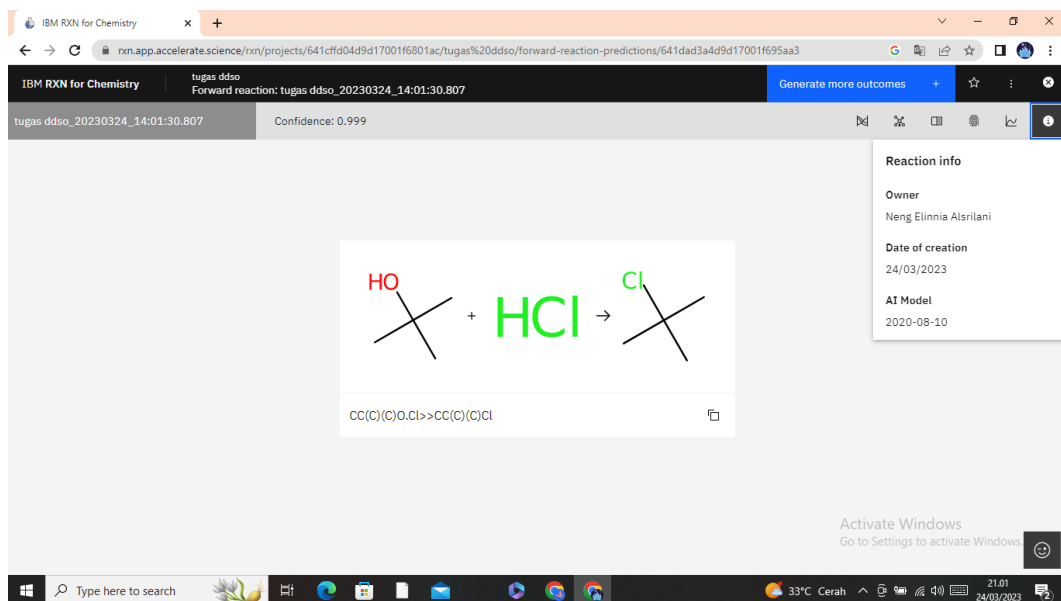 IBM RXN for Chemistry
rxn.app.accelerate.science/rxn/projects/641cffd04d9d17001f6801ac/tugas%20ddso/forward-reaction-predictions/641dad3a4d9d17001f695aa3
IBM RXN for Chemistry
tugas ddso
Forward reaction: tugas ddso_20230324_14:01:30.807
Generate more outcomes
tugas ddso_20230324_14:01:30.807
Confidence: 0.999
Reaction info
Owner
Neng Elinnia Alsrilani
Date of creation
24/03/2023
AI Model
2020-08-10
HO
+
HCl
→
Cl
CC(C)(C)O.Cl>>CC(C)(C)Cl
Activate Windows
Go to Settings to activate Windows.
Type here to search
33°C Cerah
21.01
24/03/2023
2